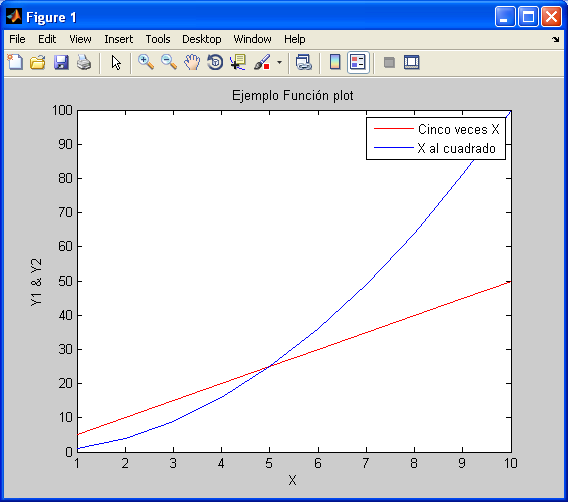 Figure 1
File Edit View Insert Tools Desktop Window Help
Ejemplo Función plot
100
90
80
70
60
50
40
30
20
10
0
Y1 & Y2
Cinco veces X
X al cuadrado
1 2 3 4 5 6 7 8 9 10
X